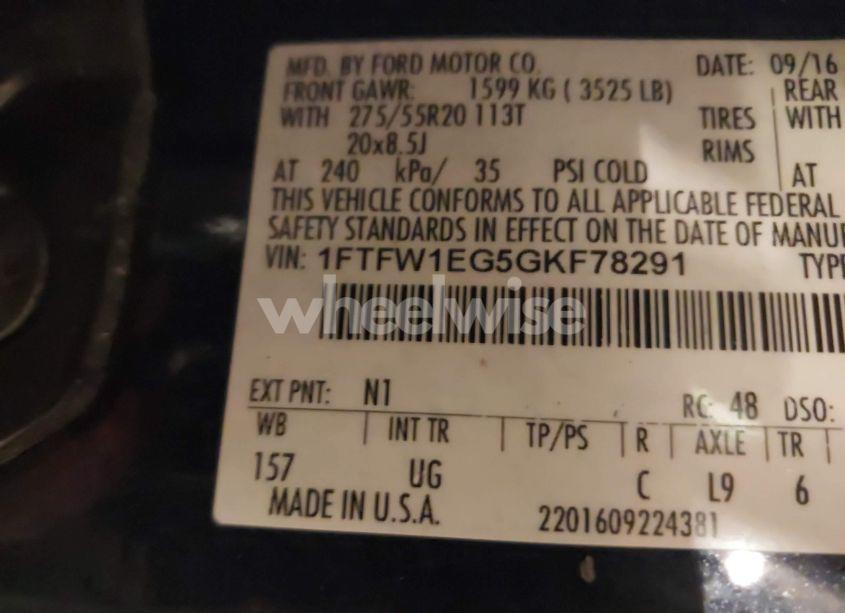 MFD. BY FORD MOTOR CO. DATE: 09/16
FRONT GAWR: 1599 KG ( 3525 LB) REAR
WITH 275/55R20 113T TIRES WITH
20x8.5J RIMS
AT 240 kPa/ 35 PSI COLD AT
THIS VEHICLE CONFORMS TO ALL APPLICABLE FEDERAL
SAFETY STANDARDS IN EFFECT ON THE DATE OF MANU
VIN: 1FTFW1EG5GKF78291 TYPE
wheelwise
EXT PNT: N1 RC: 48 DSO:
WB INT TR TP/PS R AXLE TR
157 UG C L9 6
MADE IN U.S.A. 2201609224381